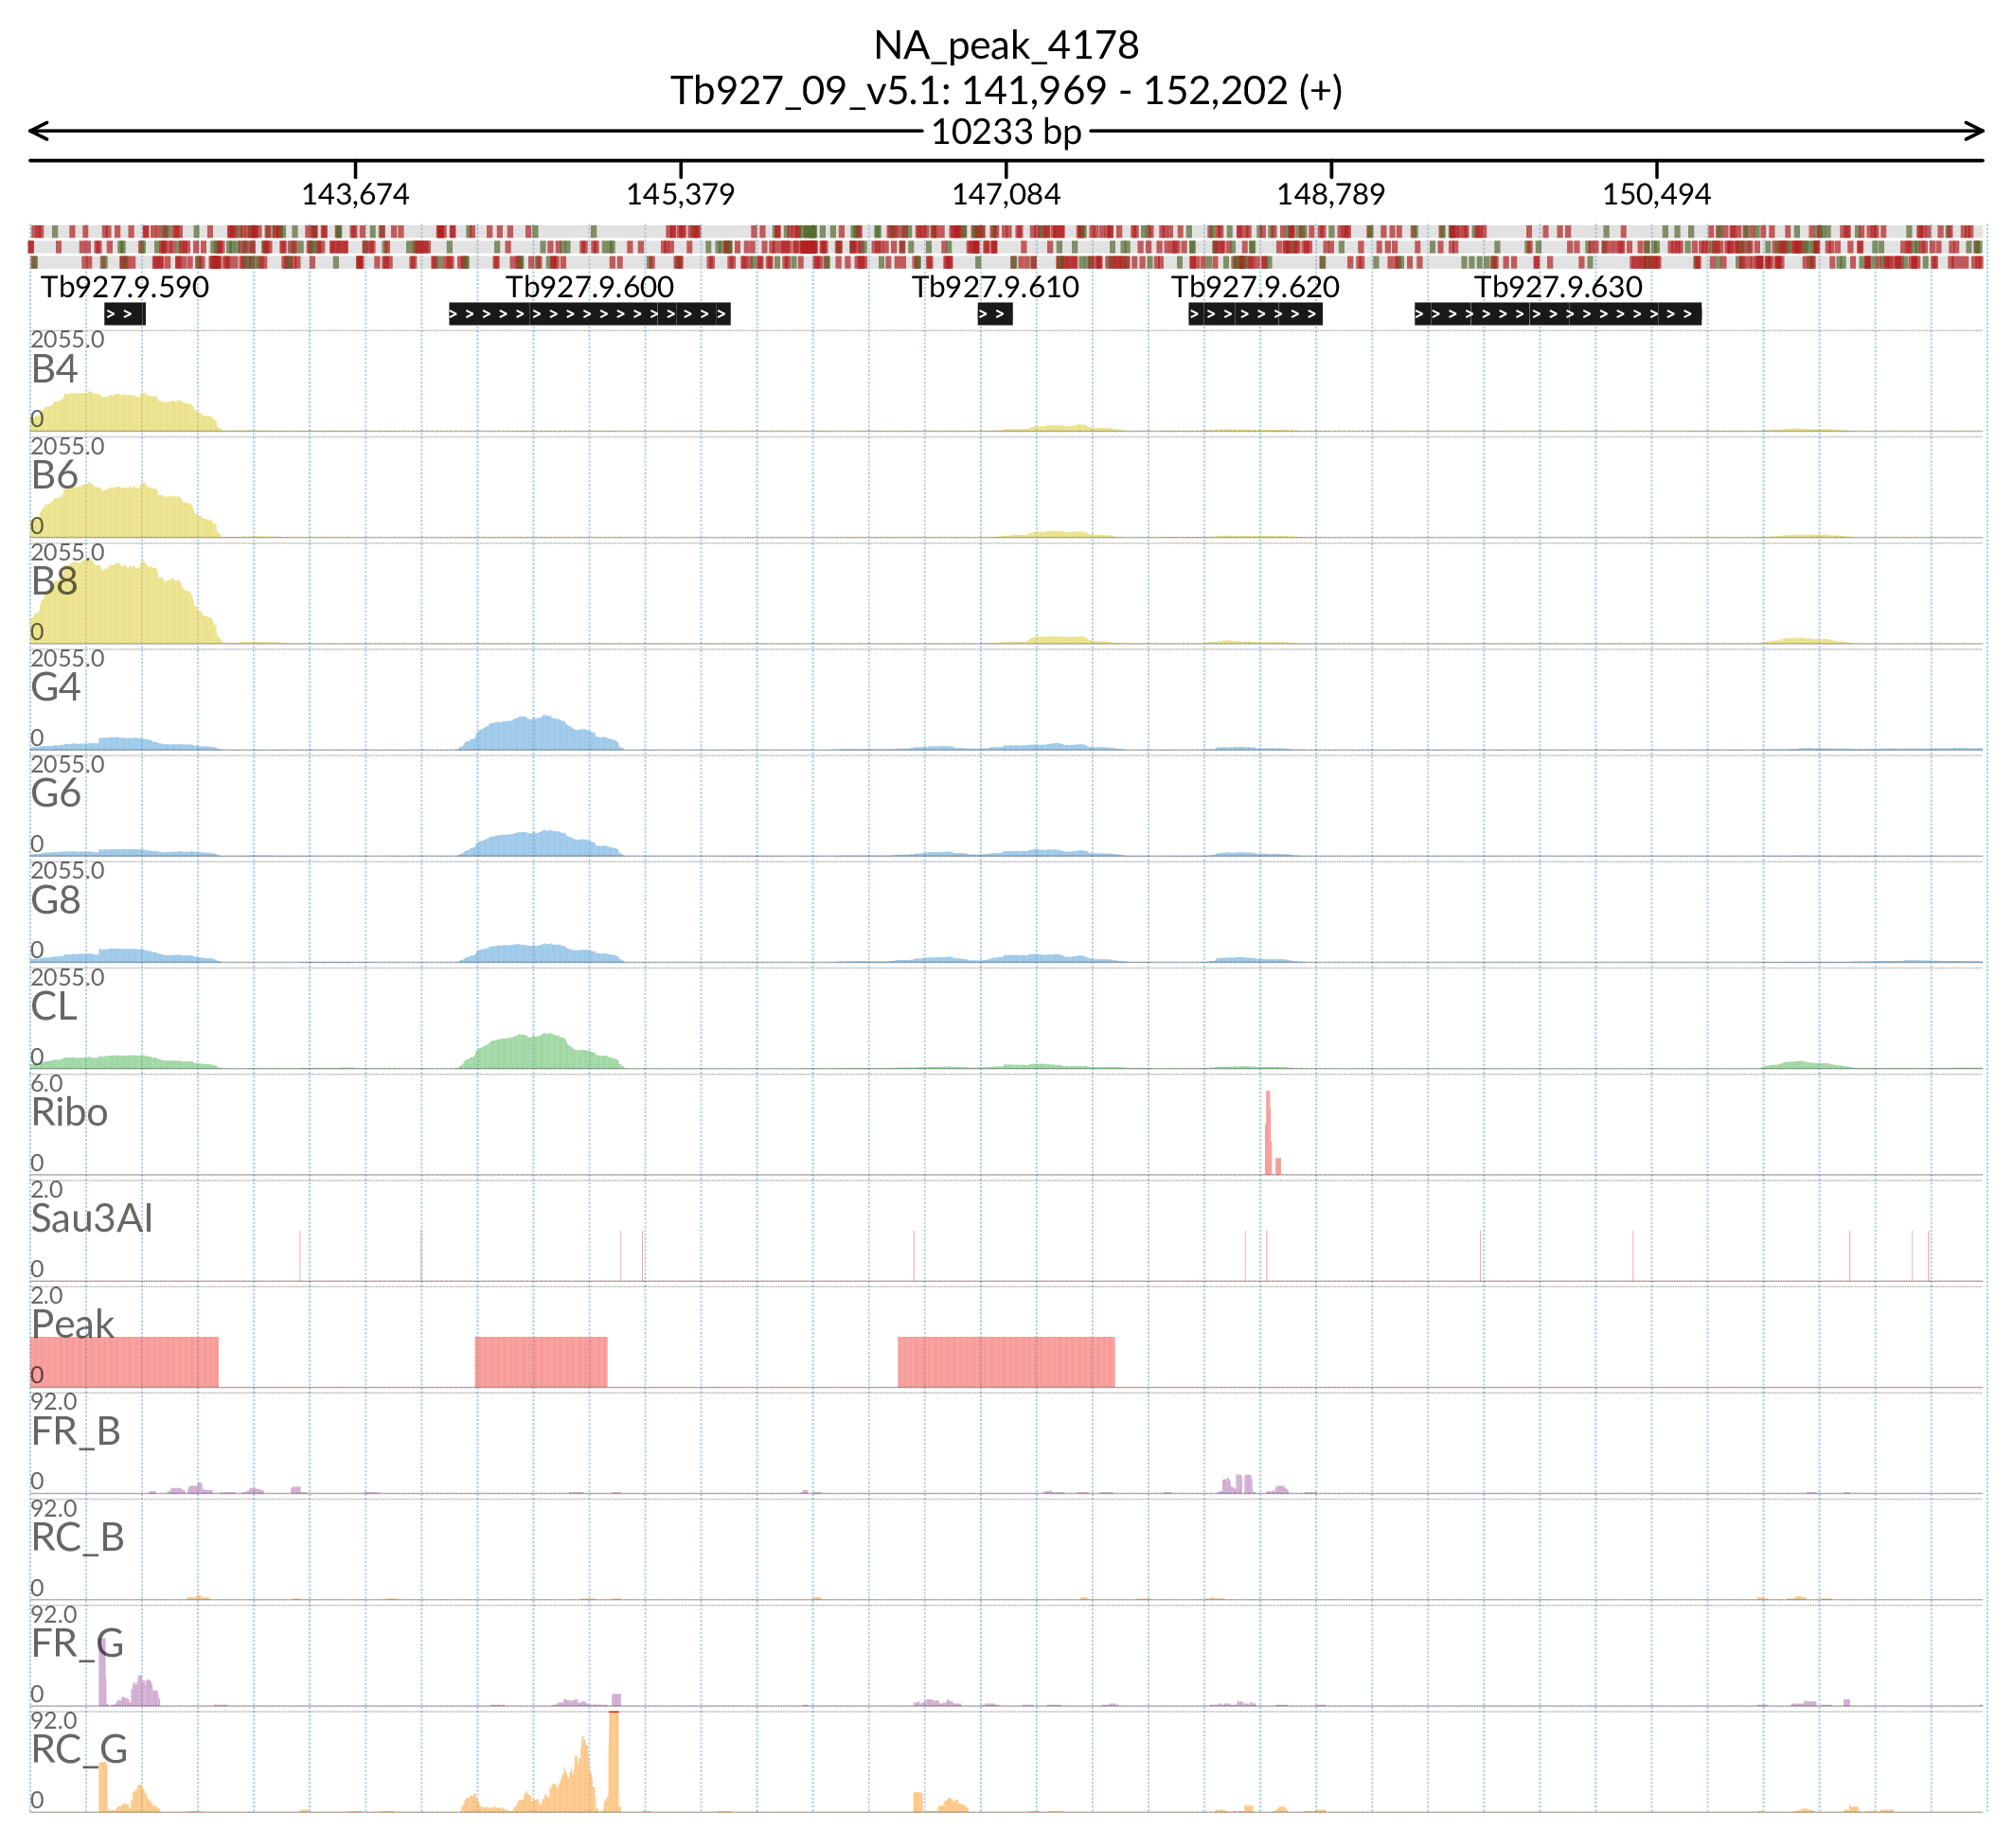 NA_peak_4178
Tb927_09_v5.1: 141,969 - 152,202 (+)
10233 bp
143,674 145,379 147,084 148,789 150,494
Tb927.9.590 Tb927.9.600 Tb927.9.610 Tb927.9.620 Tb927.9.630
2055.0
B4
0
2055.0
B6
0
2055.0
B8
0
2055.0
G4
0
2055.0
G6
0
2055.0
G8
0
2055.0
CL
0
6.0
Ribo
0
2.0
Sau3AI
0
2.0
Peak
0
92.0
FR_B
0
92.0
RC_B
0
92.0
FR_G
0
92.0
RC_G
0